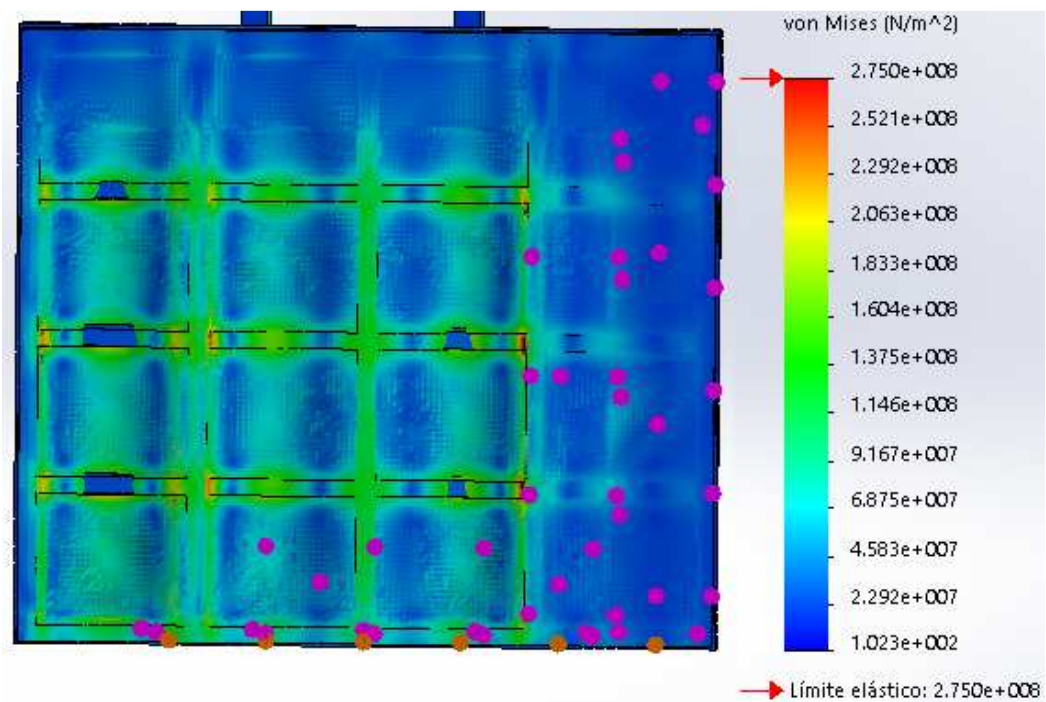 von Mises (N/m^2)
2.750e+008
2.521e+008
2.292e+008
2.063e+008
1.833e+008
1.604e+008
1.375e+008
1.146e+008
9.167e+007
6.875e+007
4.583e+007
2.292e+007
1.023e+002
Límite elástico: 2.750e+008